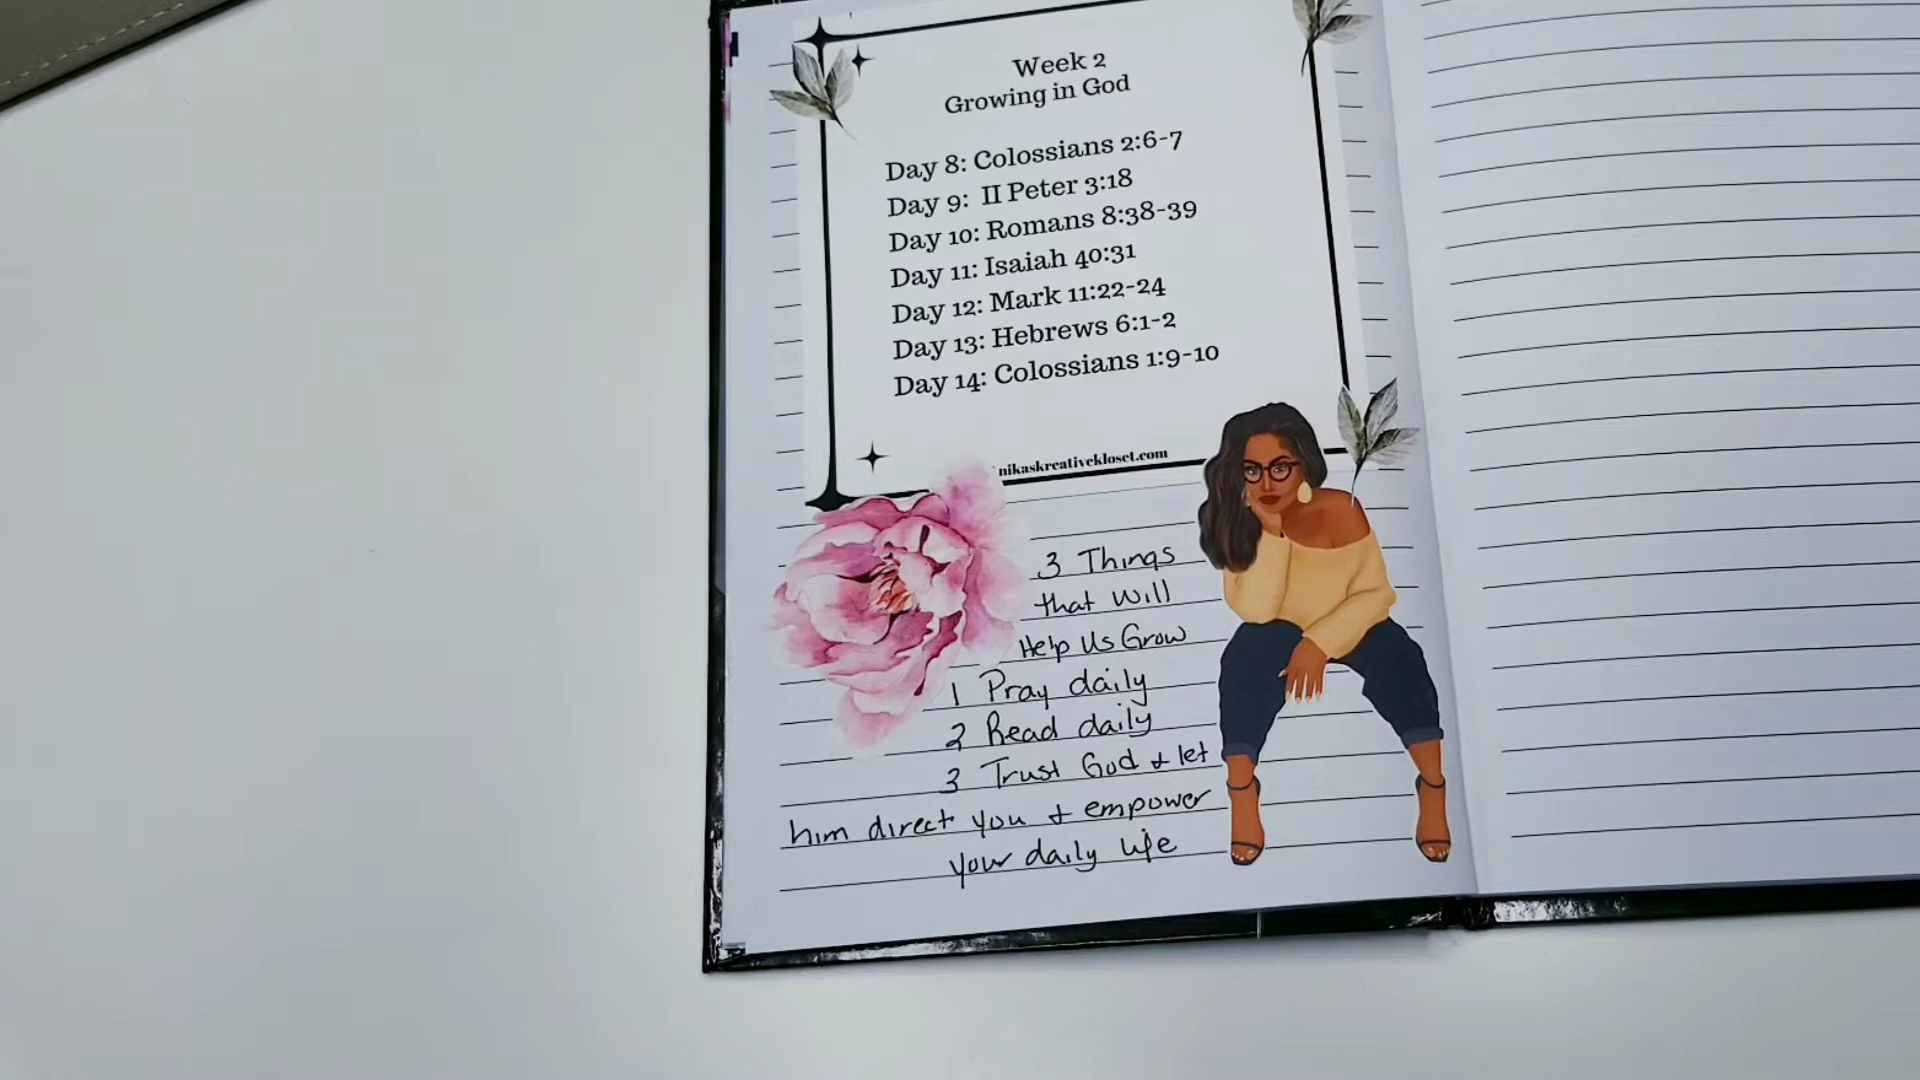 Week 2
Growing in God
Day 8: Colossians 2:6-7
Day 9: II Peter 3:18
Day 10: Romans 8:38-39
Day 11: Isaiah 40:31
Day 12: Mark 11:22-24
Day 13: Hebrews 6:1-2
Day 14: Colossians 1:9-10
nikaskreativekloset.com
3 Things
that will
Help Us Grow
1 Pray daily
2 Read daily
3 Trust God & let
him direct you & empower
your daily life